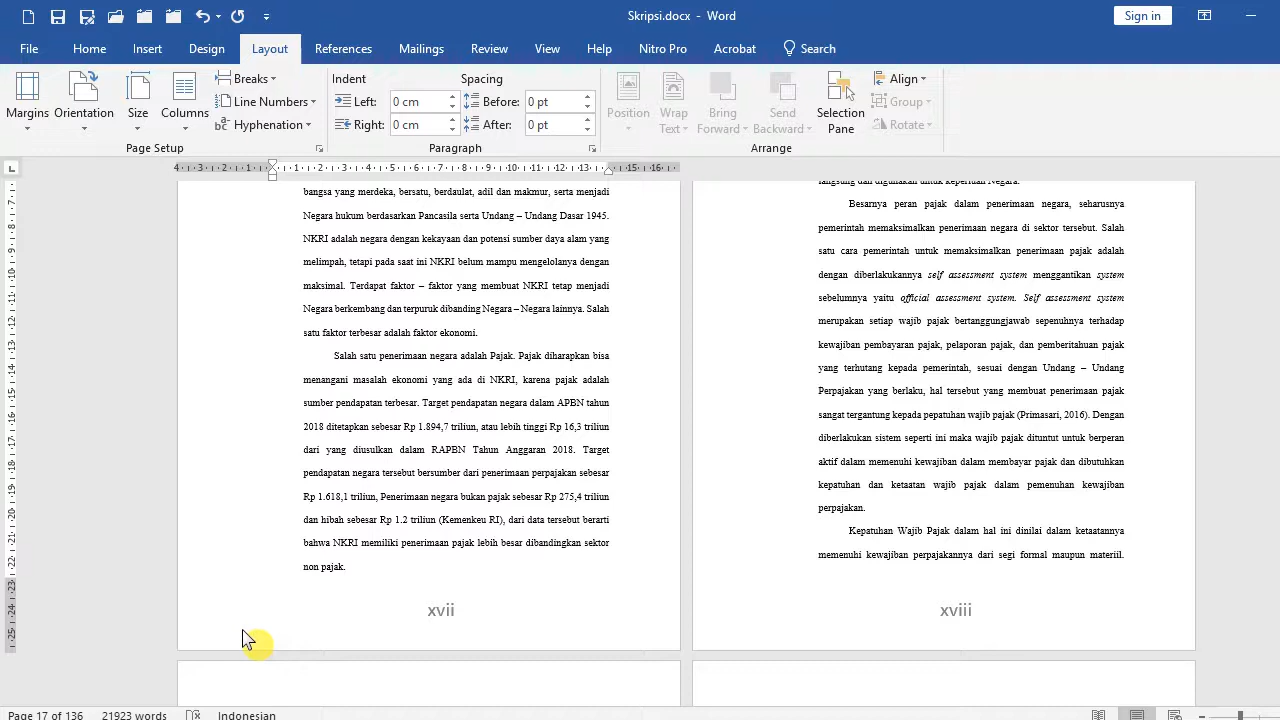 Skripsi.docx - Word
Sign in
File Home Insert Design Layout References Mailings Review View Help Nitro Pro Acrobat Search
Margins Orientation Size Columns
Breaks
Line Numbers
Hyphenation
Page Setup
Indent
Left: 0 cm
Right: 0 cm
Spacing
Before: 0 pt
After: 0 pt
Paragraph
Position
Wrap Text
Bring Forward
Send Backward
Selection Pane
Align
Group
Rotate
Arrange
bangsa yang merdeka, bersatu, berdaulat, adil dan makmur, serta menjadi
Negara hukum berdasarkan Pancasila serta Undang – Undang Dasar 1945.
NKRI adalah negara dengan kekayaan dan potensi sumber daya alam yang
melimpah, tetapi pada saat ini NKRI belum mampu mengelolanya dengan
maksimal. Terdapat faktor – faktor yang membuat NKRI tetap menjadi
Negara berkembang dan terpuruk dibanding Negara – Negara lainnya. Salah
satu faktor terbesar adalah faktor ekonomi.
Salah satu penerimaan negara adalah Pajak. Pajak diharapkan bisa
menangani masalah ekonomi yang ada di NKRI, karena pajak adalah
sumber pendapatan terbesar. Target pendapatan negara dalam APBN tahun
2018 ditetapkan sebesar Rp 1.894,7 triliun, atau lebih tinggi Rp 16,3 triliun
dari yang diusulkan dalam RAPBN Tahun Anggaran 2018. Target
pendapatan negara tersebut bersumber dari penerimaan perpajakan sebesar
Rp 1.618,1 triliun, Penerimaan negara bukan pajak sebesar Rp 275,4 triliun
dan hibah sebesar Rp 1.2 triliun (Kemenkeu RI), dari data tersebut berarti
bahwa NKRI memiliki penerimaan pajak lebih besar dibandingkan sektor
non pajak.
xvii
langsung dan digunakan untuk keperluan Negara.
Besarnya peran pajak dalam penerimaan negara, seharusnya
pemerintah memaksimalkan penerimaan negara di sektor tersebut. Salah
satu cara pemerintah untuk memaksimalkan penerimaan pajak adalah
dengan diberlakukannya self assessment system menggantikan system
sebelumnya yaitu official assessment system. Self assessment system
merupakan setiap wajib pajak bertanggungjawab sepenuhnya terhadap
kewajiban pembayaran pajak, pelaporan pajak, dan pemberitahuan pajak
yang terhutang kepada pemerintah, sesuai dengan Undang – Undang
Perpajakan yang berlaku, hal tersebut yang membuat penerimaan pajak
sangat tergantung kepada pepatuhan wajib pajak (Primasari, 2016). Dengan
diberlakukan sistem seperti ini maka wajib pajak dituntut untuk berperan
aktif dalam memenuhi kewajiban dalam membayar pajak dan dibutuhkan
kepatuhan dan ketaatan wajib pajak dalam pemenuhan kewajiban
perpajakan.
Kepatuhan Wajib Pajak dalam hal ini dinilai dalam ketaatannya
memenuhi kewajiban perpajakannya dari segi formal maupun materiil.
xviii
Page 17 of 136 21923 words Indonesian